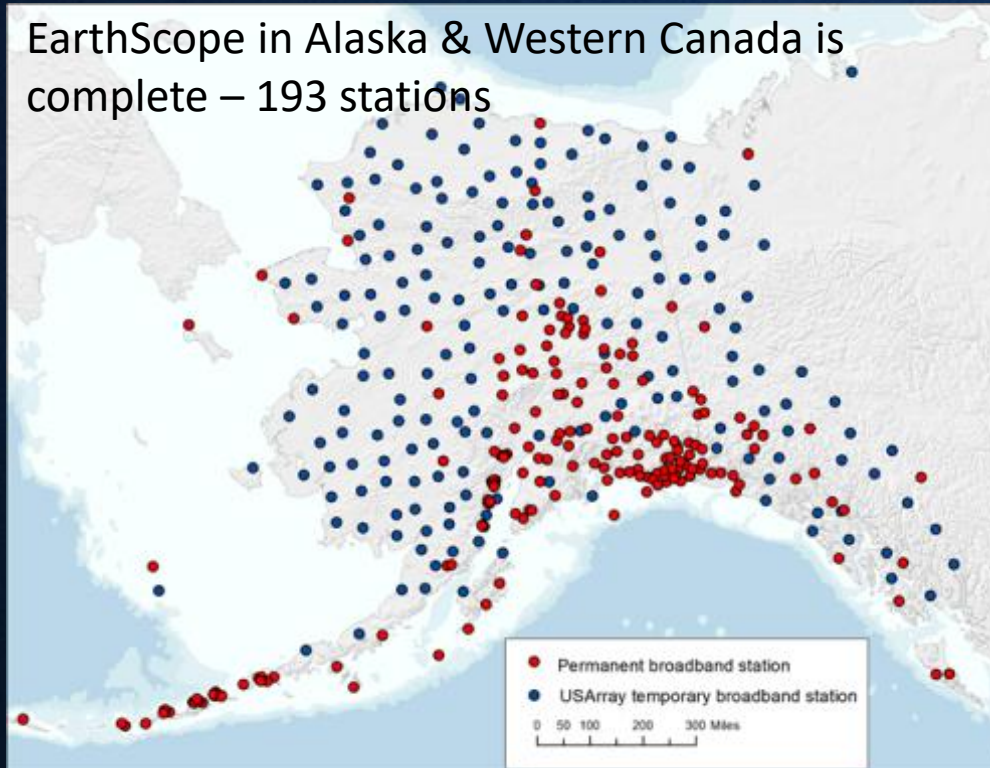 EarthScope in Alaska & Western Canada is
complete – 193 stations
Permanent broadband station
USArray temporary broadband station
0 50 100 200 300 Miles